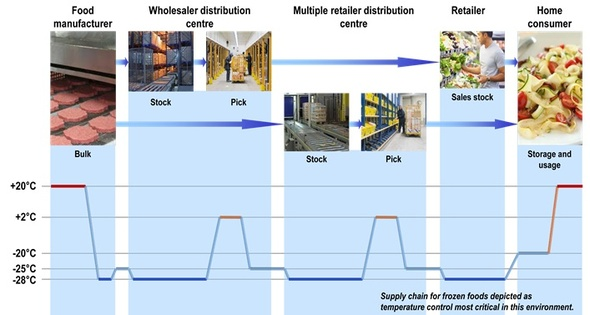 Food
manufacturer
Wholesaler distribution
centre
Multiple retailer distribution
centre
Retailer
Home
consumer
Stock
Pick
Sales stock
Bulk
Stock
Pick
Storage and
usage
+20°C
+2°C
-20°C
-25°C
-28°C
Supply chain for frozen foods depicted as
temperature control most critical in this environment.